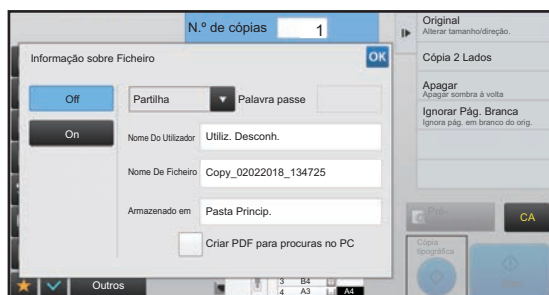 N.º de cópias 1
Informação sobre Ficheiro OK
Off
On
Partilha Palavra passe
Nome Do Utilizador Utiliz. Desconh.
Nome De Ficheiro Copy_02022018_134725
Armazenado em Pasta Princip.
Criar PDF para procuras no PC
Outros
3 B4
4 A3 A4
Original
Alterar tamanho/direção.
Cópia 2 Lados
Apagar
Apagar sombra à volta
Ignorar Pág. Branca
Ignora pág. em branco do orig.
CA
Cópia
tipográfica